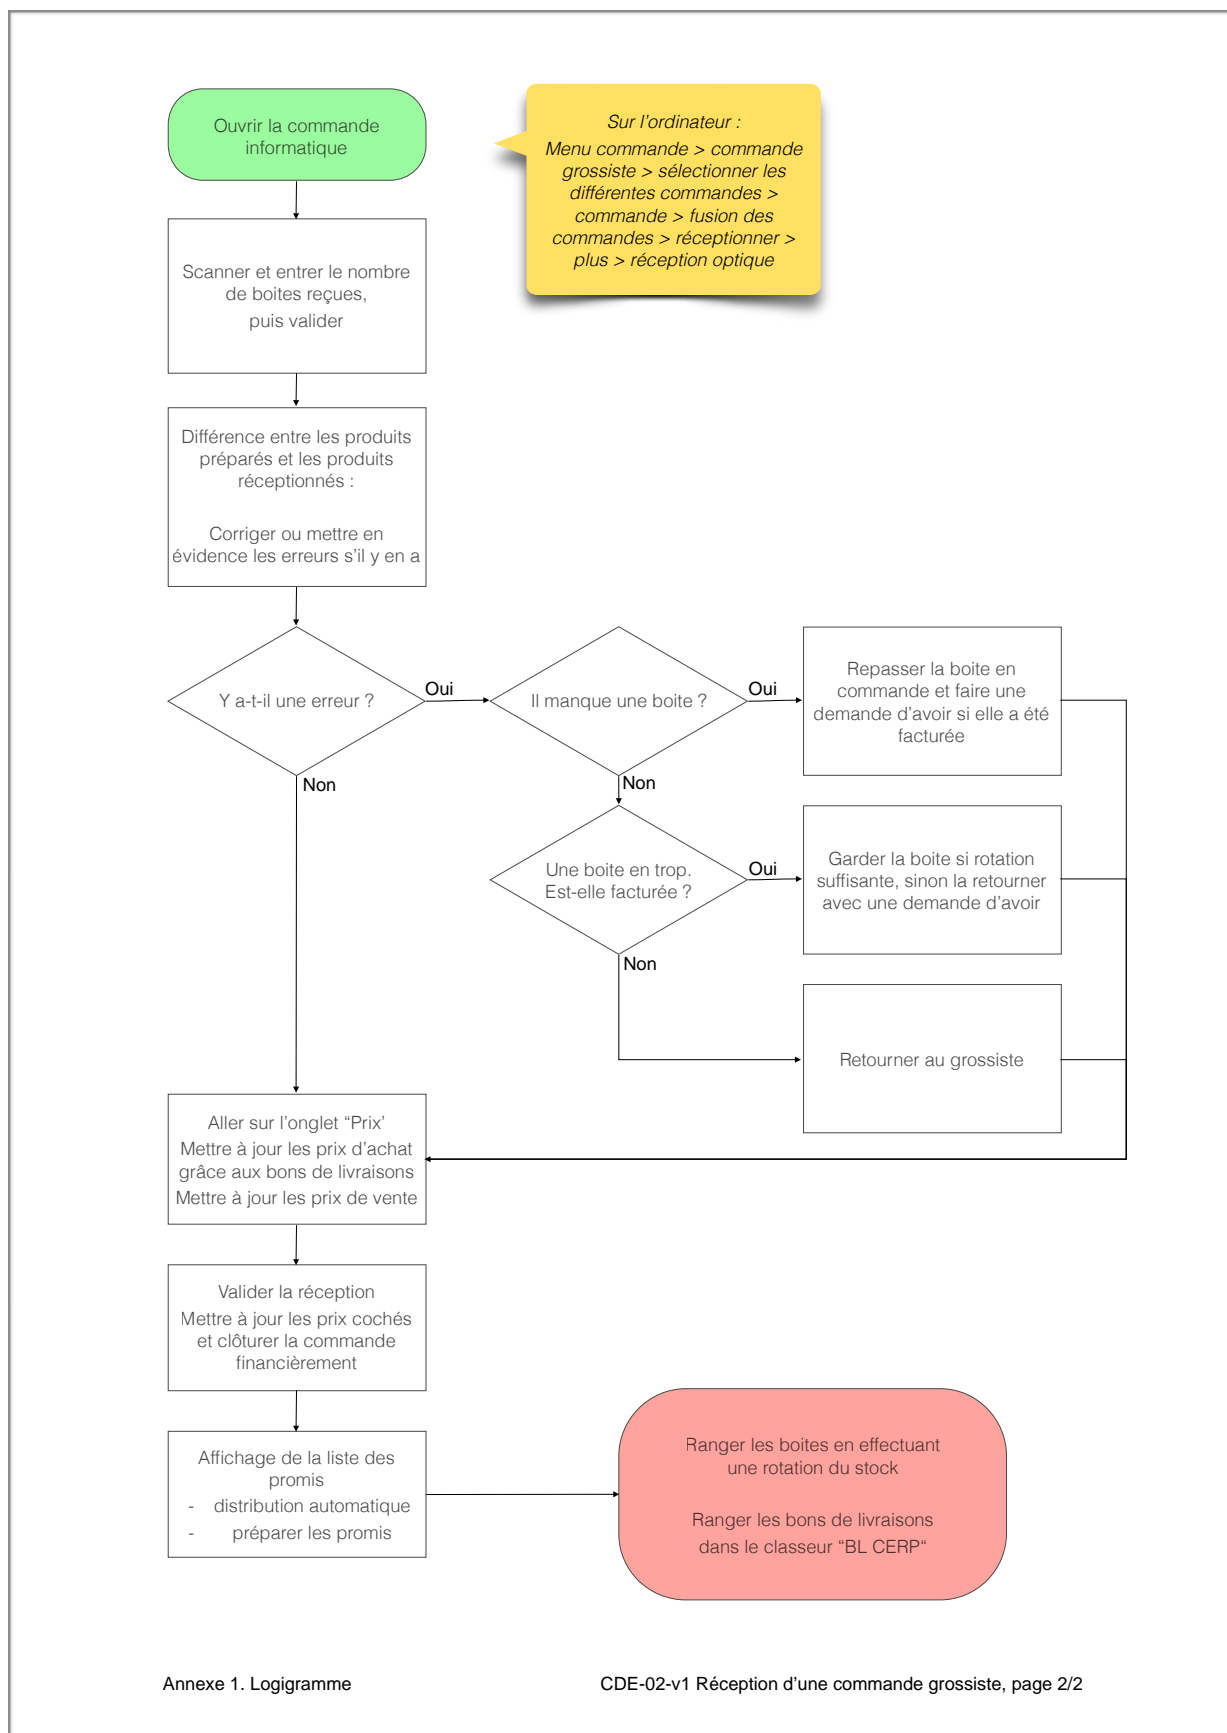 Ouvrir la commande
informatique
Sur l'ordinateur :
Menu commande > commande
grossiste > sélectionner les
différentes commandes >
commande > fusion des
commandes > réceptionner >
plus > réception optique
Scanner et entrer le nombre
de boites reçues,
puis valider
Différence entre les produits
préparés et les produits
réceptionnés :
Corriger ou mettre en
évidence les erreurs s'il y en a
Y a-t-il une erreur ?
Oui
Non
Il manque une boite ?
Oui
Non
Repasser la boite en
commande et faire une
demande d'avoir si elle a été
facturée
Une boite en trop.
Est-elle facturée ?
Oui
Non
Garder la boite si rotation
suffisante, sinon la retourner
avec une demande d'avoir
Retourner au grossiste
Aller sur l'onglet “Prix’
Mettre à jour les prix d'achat
grâce aux bons de livraisons
Mettre à jour les prix de vente
Valider la réception
Mettre à jour les prix cochés
et clôturer la commande
financièrement
Affichage de la liste des
promis
- distribution automatique
- préparer les promis
Ranger les boites en effectuant
une rotation du stock
Ranger les bons de livraisons
dans le classeur “BL CERP“
Annexe 1. Logigramme
CDE-02-v1 Réception d'une commande grossiste, page 2/2